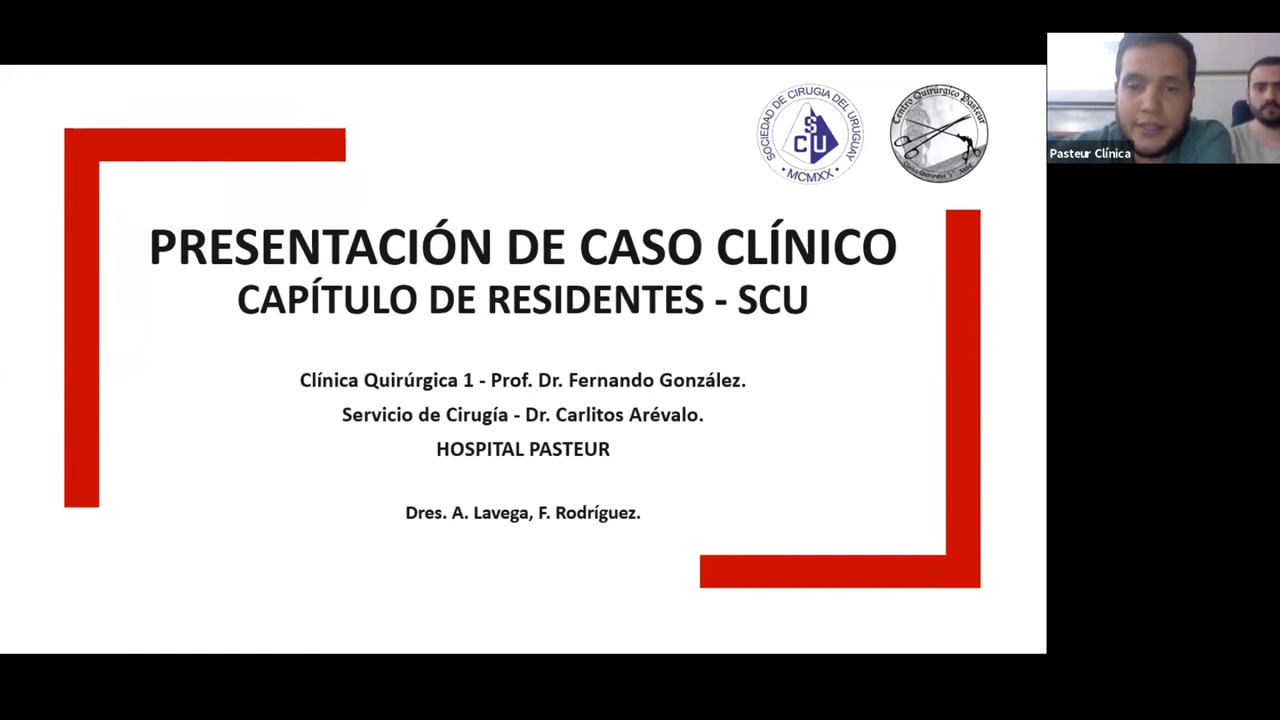 SOCIEDAD DE CIRUGIA DEL URUGUAY
S
C U
• MCMXX •
Centro Quirúrgico Pasteur
Pasteur Clínica
PRESENTACIÓN DE CASO CLÍNICO
CAPÍTULO DE RESIDENTES - SCU
Clínica Quirúrgica 1 - Prof. Dr. Fernando González.
Servicio de Cirugía - Dr. Carlitos Arévalo.
HOSPITAL PASTEUR
Dres. A. Lavega, F. Rodríguez.